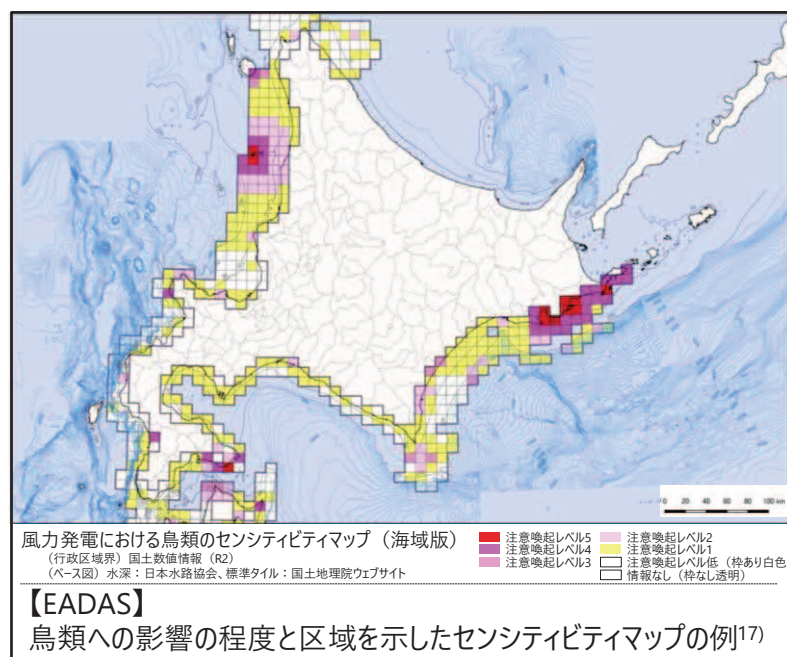 0 20 40 60 80 100 km
風力発電における鳥類のセンシティビティマップ（海域版）
（行政区域界）国土数値情報（R2）
（ベース図）水深：日本水路協会、標準タイル：国土地理院ウェブサイト
注意喚起レベル5
注意喚起レベル4
注意喚起レベル3
注意喚起レベル2
注意喚起レベル1
注意喚起レベル低（枠あり白色
情報なし（枠なし透明）
【EADAS】
鳥類への影響の程度と区域を示したセンシティビティマップの例17)